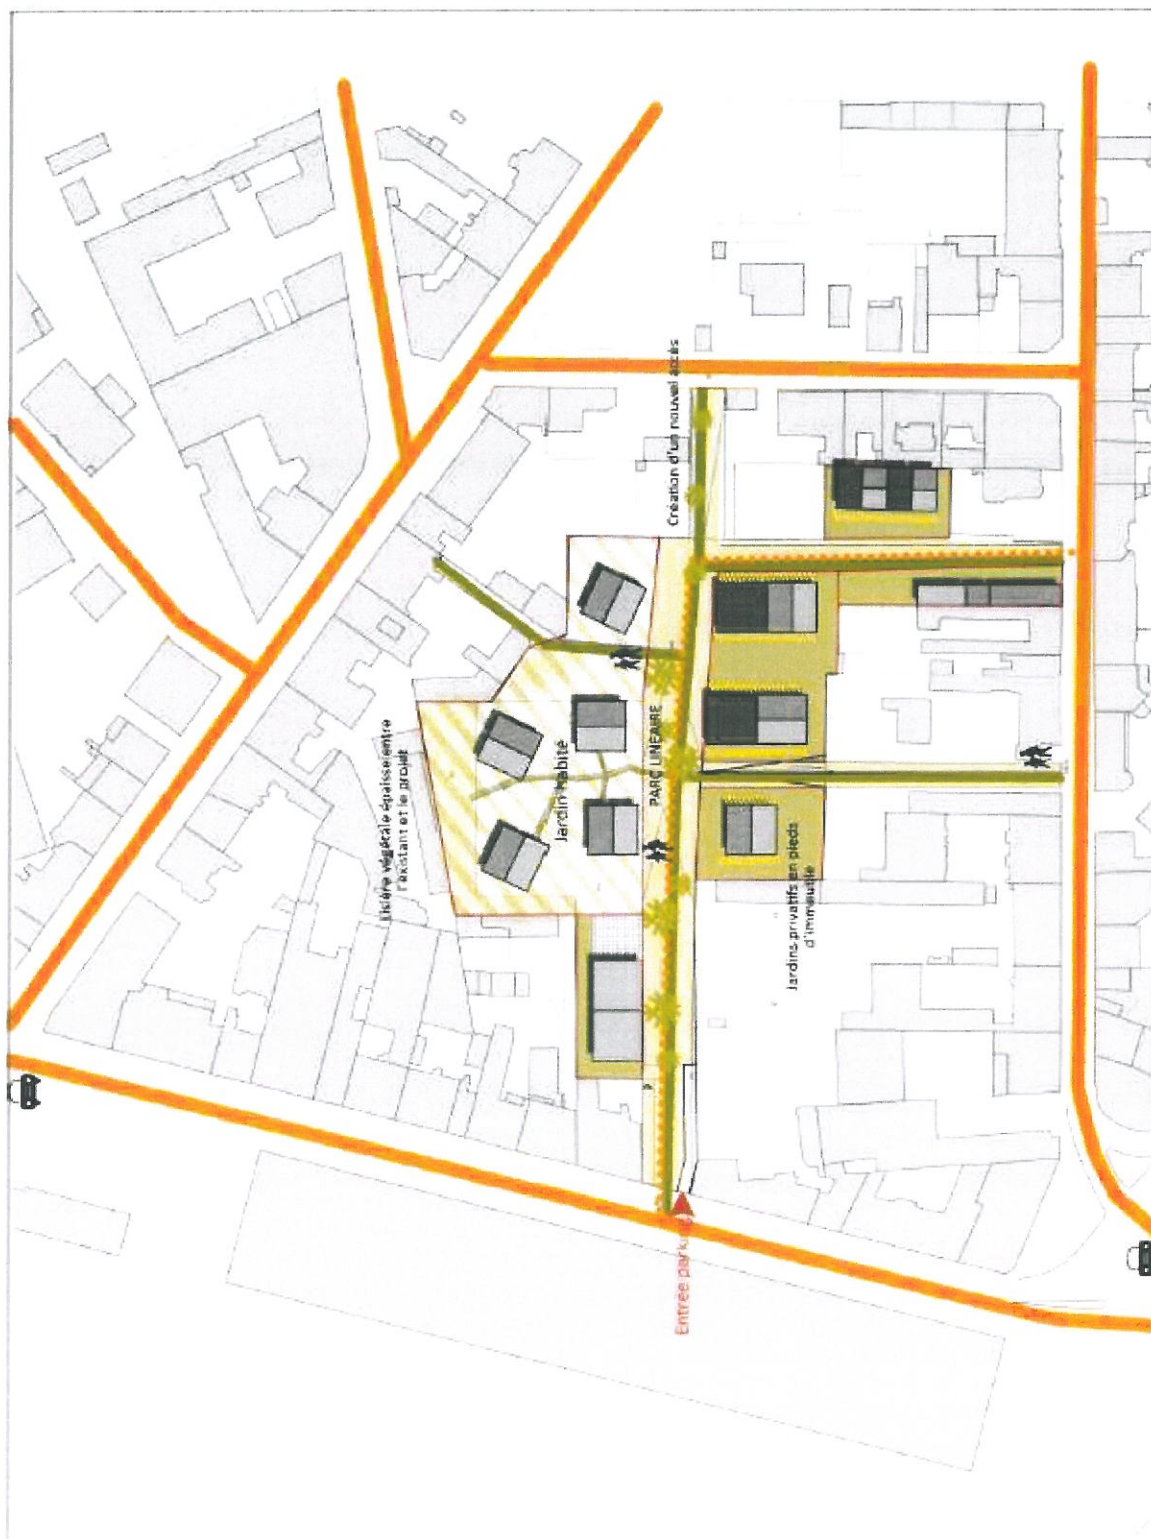 Lisière végétale épaisse entre
l'existant et le projet
Jardin habité
PARC LINEAIRE
Création d'un nouvel accès
Jardins privatifs en pieds
d'immeuble
Entrée parking